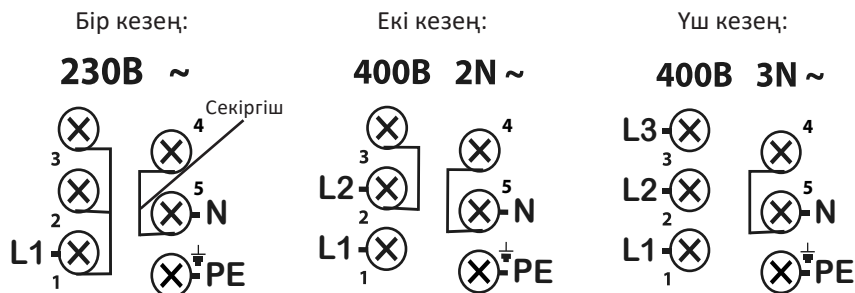 Бір кезең:
230В ~
Секіргіш
3
4
2
5
N
L1
1
PE
Екі кезең:
400В 2N ~
3
4
L2
2
5
N
L1
1
PE
Үш кезең:
400В 3N ~
L3
3
4
L2
2
5
N
L1
1
PE